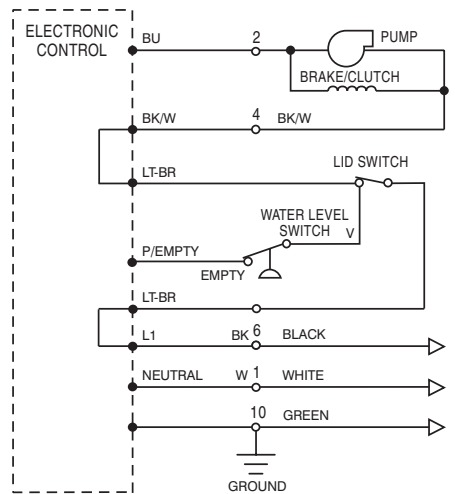 ELECTRONIC
CONTROL
BU
2
PUMP
BRAKE/CLUTCH
BK/W
4
BK/W
LT-BR
LID SWITCH
WATER LEVEL
SWITCH
V
P/EMPTY
EMPTY
LT-BR
L1
BK 6
BLACK
NEUTRAL
W 1
WHITE
10
GREEN
GROUND